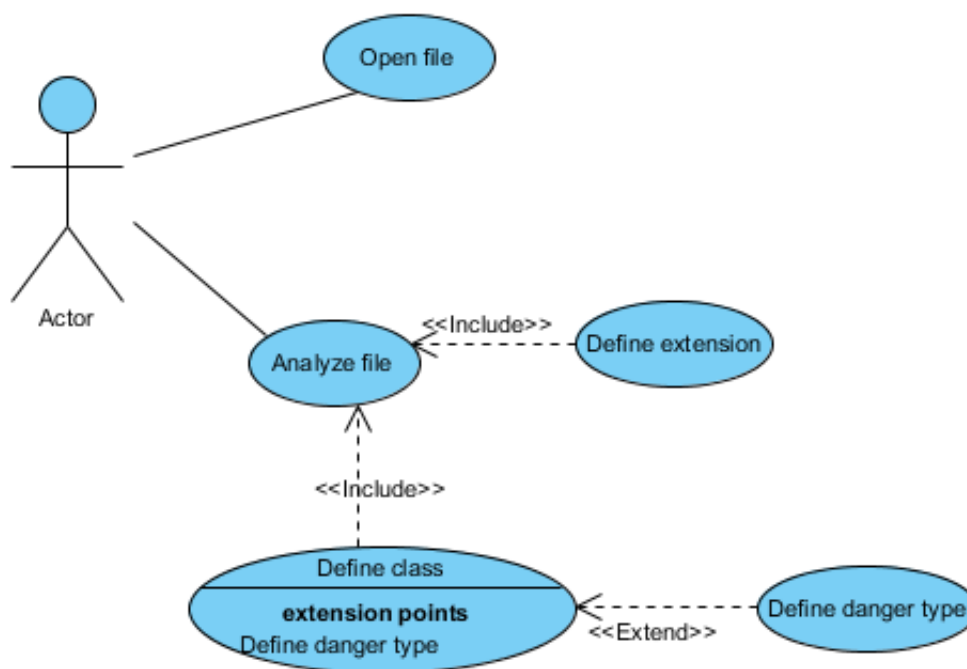 Open file
Actor
<<Include>>
Define extension
Analyze file
<<Include>>
Define class
extension points
Define danger type
Define danger type
<<Extend>>